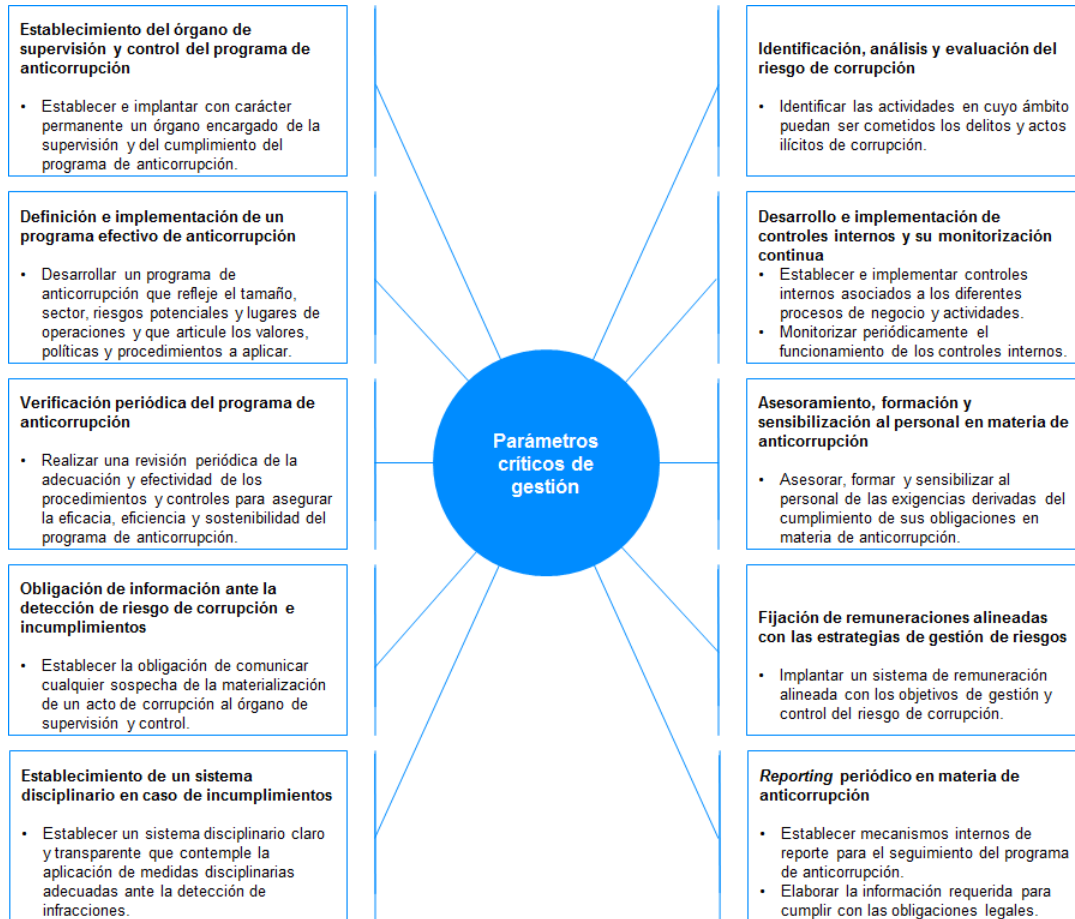 Establecimiento del órgano de
supervisión y control del programa de
anticorrupción
• Establecer e implantar con carácter
permanente un órgano encargado de la
supervisión y del cumplimiento del
programa de anticorrupción.
Definición e implementación de un
programa efectivo de anticorrupción
• Desarrollar un programa de
anticorrupción que refleje el tamaño,
sector, riesgos potenciales y lugares de
operaciones y que articule los valores,
políticas y procedimientos a aplicar.
Verificación periódica del programa de
anticorrupción
• Realizar una revisión periódica de la
adecuación y efectividad de los
procedimientos y controles para asegurar
la eficacia, eficiencia y sostenibilidad del
programa de anticorrupción.
Obligación de información ante la
detección de riesgo de corrupción e
incumplimientos
• Establecer la obligación de comunicar
cualquier sospecha de la materialización
de un acto de corrupción al órgano de
supervisión y control.
Establecimiento de un sistema
disciplinario en caso de incumplimientos
• Establecer un sistema disciplinario claro
y transparente que contemple la
aplicación de medidas disciplinarias
adecuadas ante la detección de
infracciones.
Parámetros
críticos de
gestión
Identificación, análisis y evaluación del
riesgo de corrupción
• Identificar las actividades en cuyo ámbito
puedan ser cometidos los delitos y actos
ilícitos de corrupción.
Desarrollo e implementación de
controles internos y su monitorización
continua
• Establecer e implementar controles
internos asociados a los diferentes
procesos de negocio y actividades.
• Monitorizar periódicamente el
funcionamiento de los controles internos.
Asesoramiento, formación y
sensibilización al personal en materia de
anticorrupción
• Asesorar, formar y sensibilizar al
personal de las exigencias derivadas del
cumplimiento de sus obligaciones en
materia de anticorrupción.
Fijación de remuneraciones alineadas
con las estrategias de gestión de riesgos
• Implantar un sistema de remuneración
alineada con los objetivos de gestión y
control del riesgo de corrupción.
Reporting periódico en materia de
anticorrupción
• Establecer mecanismos internos de
reporte para el seguimiento del programa
de anticorrupción.
• Elaborar la información requerida para
cumplir con las obligaciones legales.